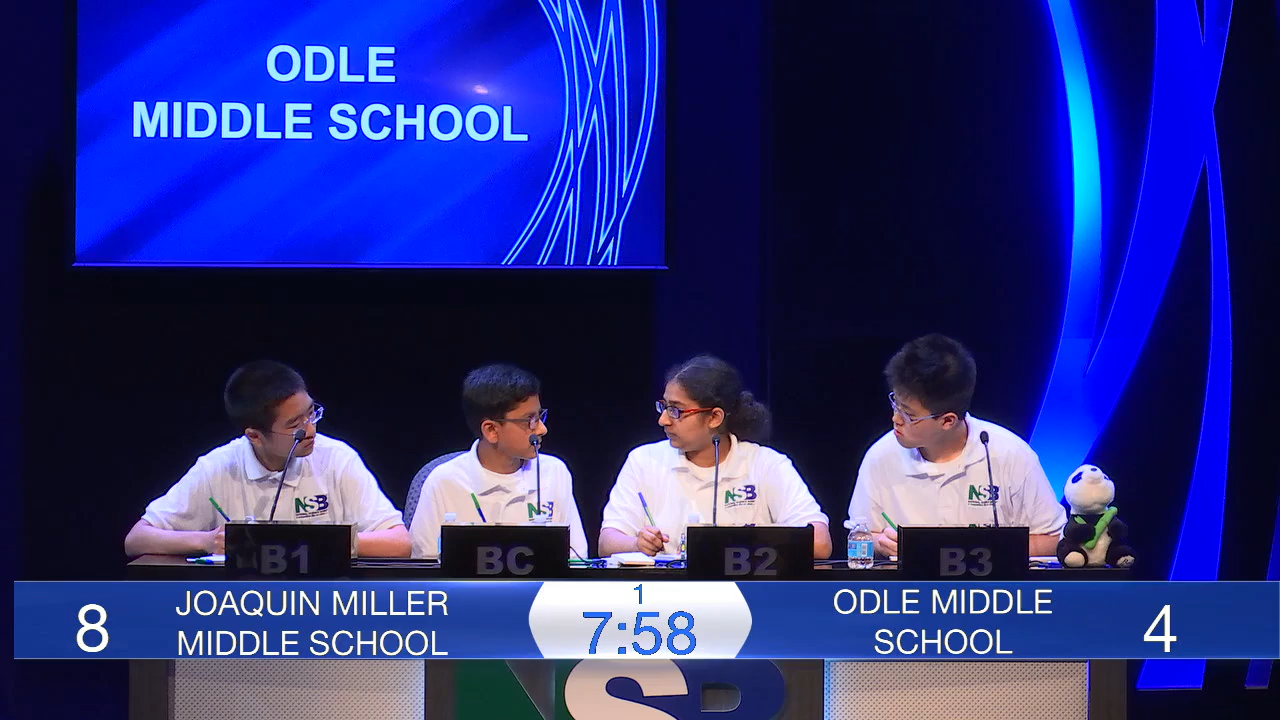 ODLE
MIDDLE SCHOOL
NSB
NSB
NSB
NSB
B1
BC
B2
B3
8
JOAQUIN MILLER
MIDDLE SCHOOL
1
7:58
ODLE MIDDLE
SCHOOL
4
NSB